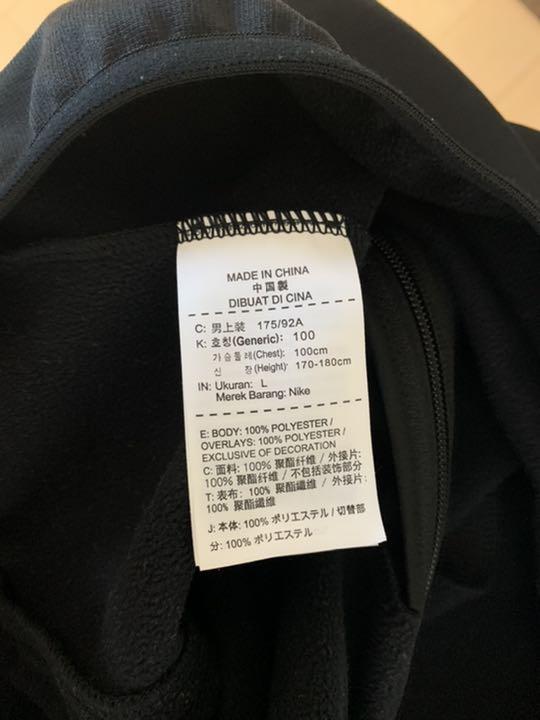 MADE IN CHINA
中国製
DIBUAT DI CINA
C: 男上装 175/92A
K: 호칭(Generic): 100
가슴둘레(Chest): 100cm
신 장(Height): 170-180cm
IN: Ukuran: L
Merek Barang: Nike
E: BODY: 100% POLYESTER /
OVERLAYS: 100% POLYESTER /
EXCLUSIVE OF DECORATION
C: 面料: 100% 聚酯纤维 / 外接片:
100% 聚酯纤维 / 不包括装饰部分
T: 表布: 100% 聚酯纖維 / 外接片:
100% 聚酯纖維
J: 本体: 100% ポリエステル / 切替部
分: 100% ポリエステル